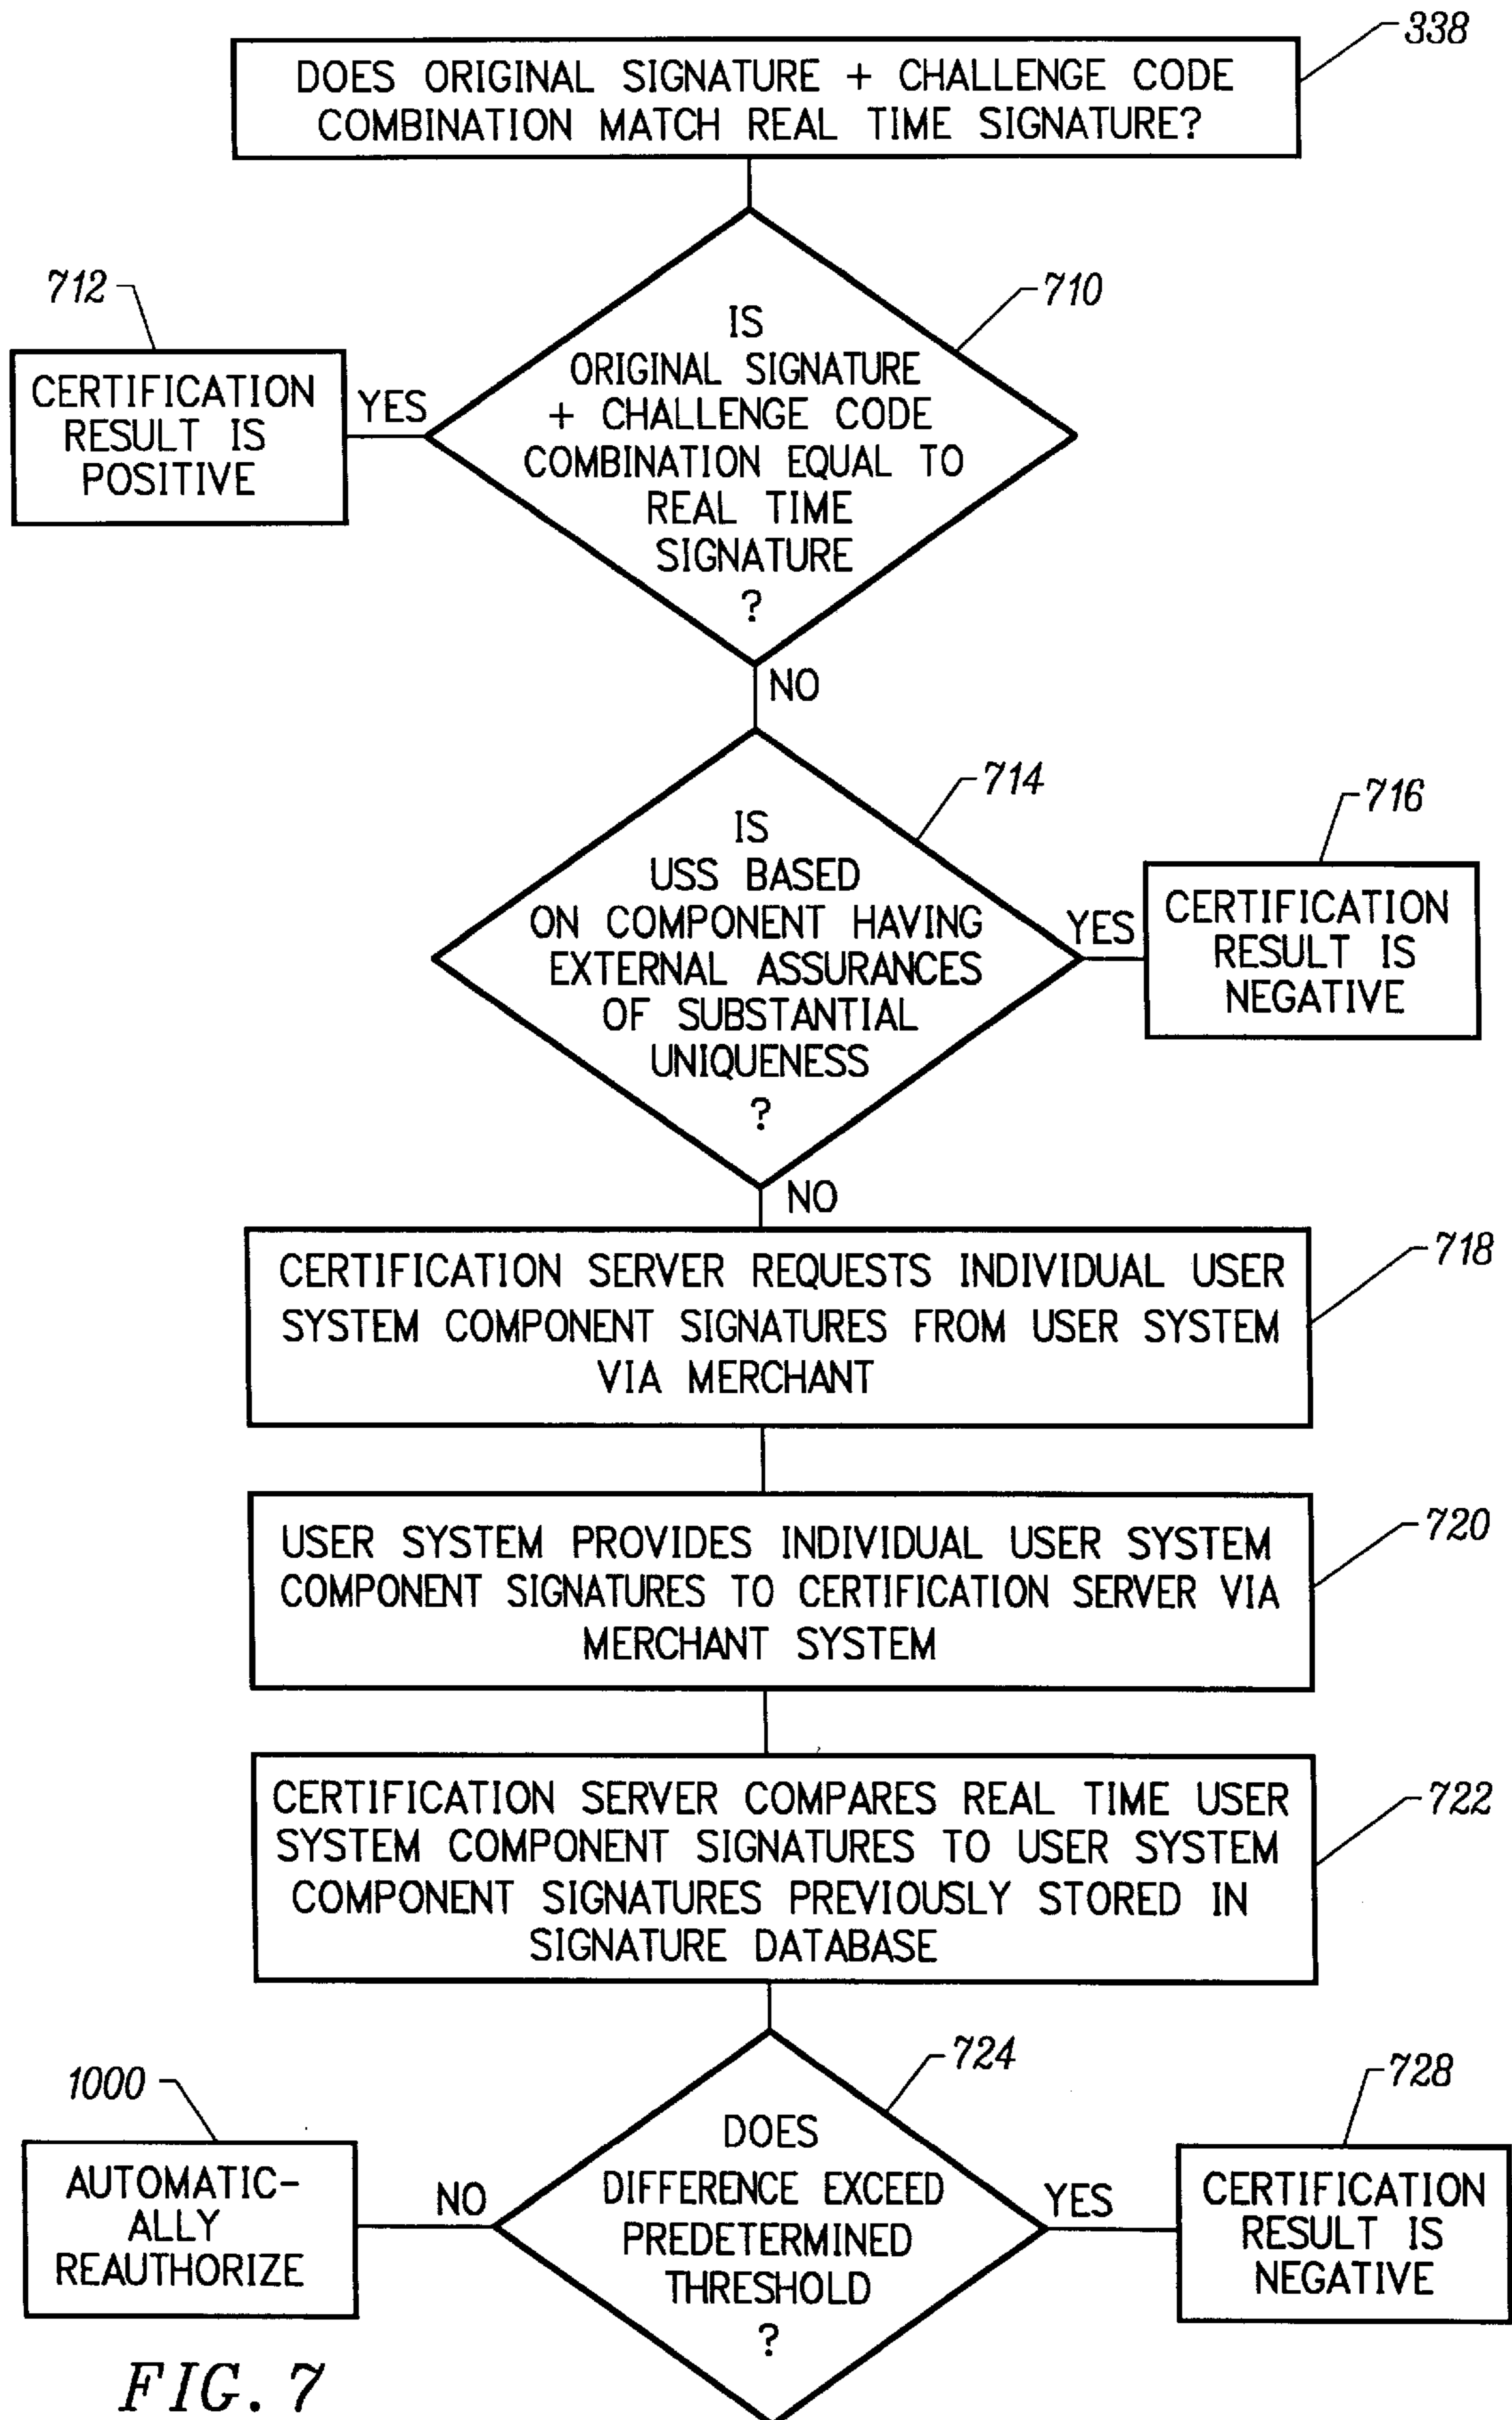 338
DOES ORIGINAL SIGNATURE + CHALLENGE CODE
COMBINATION MATCH REAL TIME SIGNATURE?
712
710
CERTIFICATION
RESULT IS
POSITIVE
YES
IS
ORIGINAL SIGNATURE
+ CHALLENGE CODE
COMBINATION EQUAL TO
REAL TIME
SIGNATURE
?
NO
714
716
IS
USS BASED
ON COMPONENT HAVING
EXTERNAL ASSURANCES
OF SUBSTANTIAL
UNIQUENESS
?
YES
CERTIFICATION
RESULT IS
NEGATIVE
NO
718
CERTIFICATION SERVER REQUESTS INDIVIDUAL USER
SYSTEM COMPONENT SIGNATURES FROM USER SYSTEM
VIA MERCHANT
720
USER SYSTEM PROVIDES INDIVIDUAL USER SYSTEM
COMPONENT SIGNATURES TO CERTIFICATION SERVER VIA
MERCHANT SYSTEM
722
CERTIFICATION SERVER COMPARES REAL TIME USER
SYSTEM COMPONENT SIGNATURES TO USER SYSTEM
COMPONENT SIGNATURES PREVIOUSLY STORED IN
SIGNATURE DATABASE
1000
724
728
AUTOMATIC-
ALLY
REAUTHORIZE
NO
DOES
DIFFERENCE EXCEED
PREDETERMINED
THRESHOLD
?
YES
CERTIFICATION
RESULT IS
NEGATIVE
FIG. 7